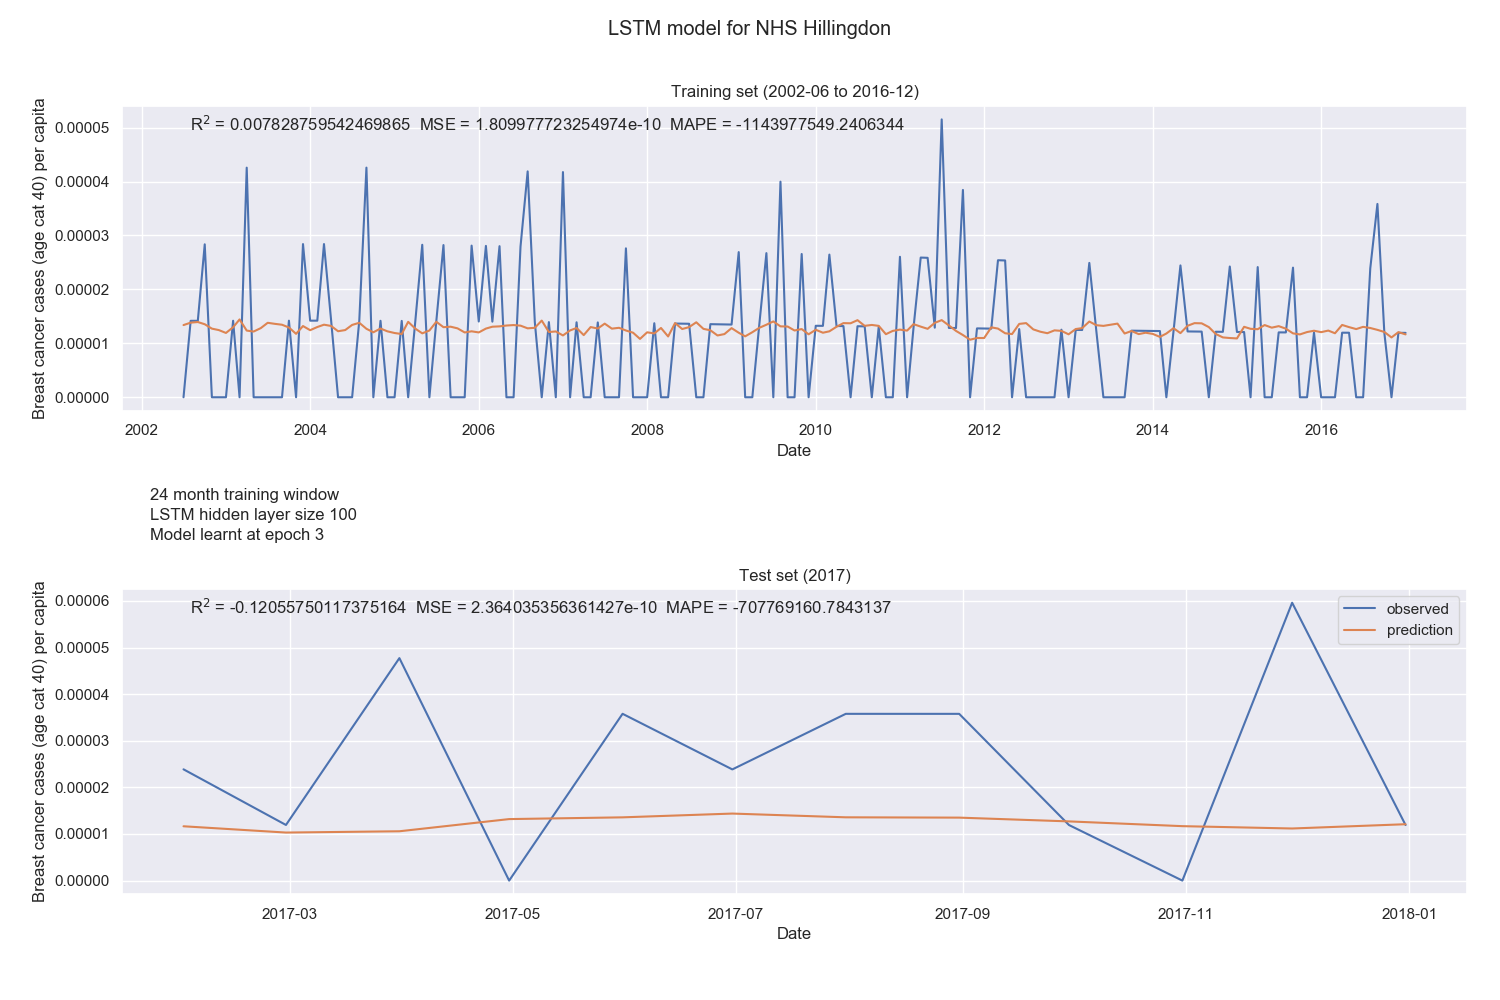 LSTM model for NHS Hillingdon
Training set (2002-06 to 2016-12)
R² = 0.007828759542469865 MSE = 1.809977723254974e-10 MAPE = -1143977549.2406344
Breast cancer cases (age cat 40) per capita
0.00005
0.00004
0.00003
0.00002
0.00001
0.00000
2002 2004 2006 2008 2010 2012 2014 2016
Date
24 month training window
LSTM hidden layer size 100
Model learnt at epoch 3
Test set (2017)
R² = -0.12055750117375164 MSE = 2.364035356361427e-10 MAPE = -707769160.7843137
observed
prediction
Breast cancer cases (age cat 40) per capita
0.00006
0.00005
0.00004
0.00003
0.00002
0.00001
0.00000
2017-03 2017-05 2017-07 2017-09 2017-11 2018-01
Date